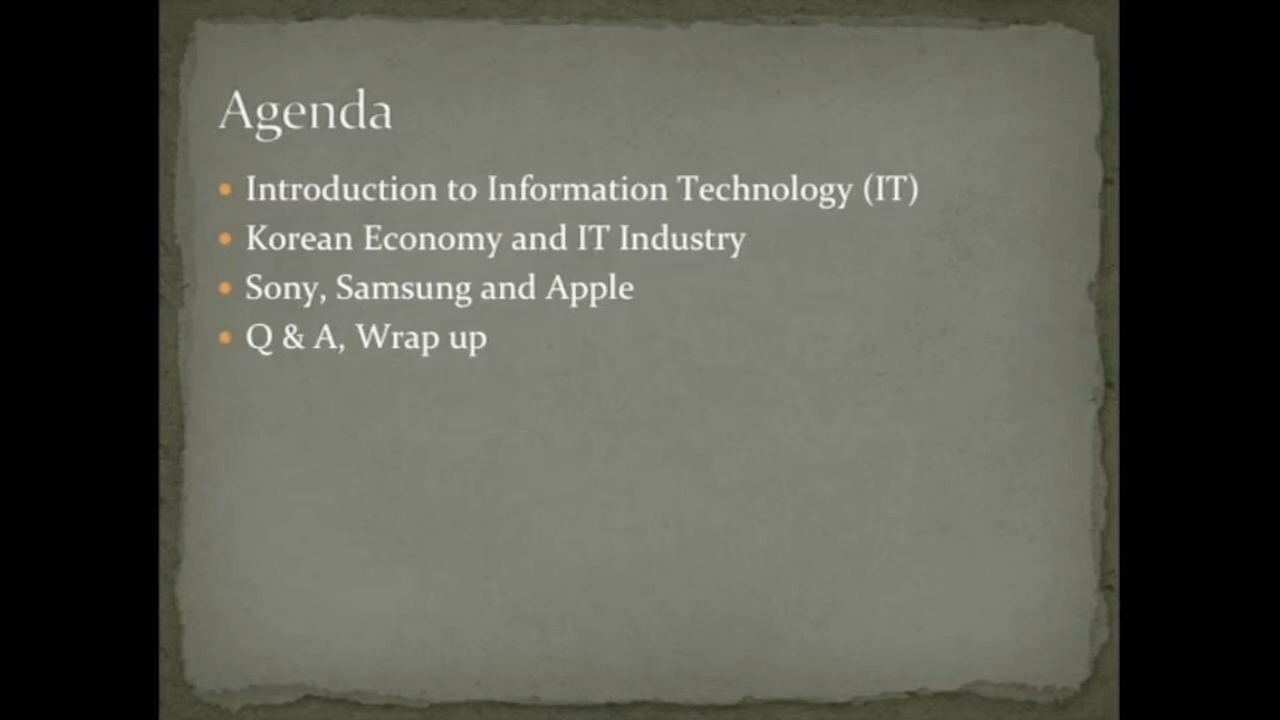 Agenda
• Introduction to Information Technology (IT)
• Korean Economy and IT Industry
• Sony, Samsung and Apple
• Q & A, Wrap up